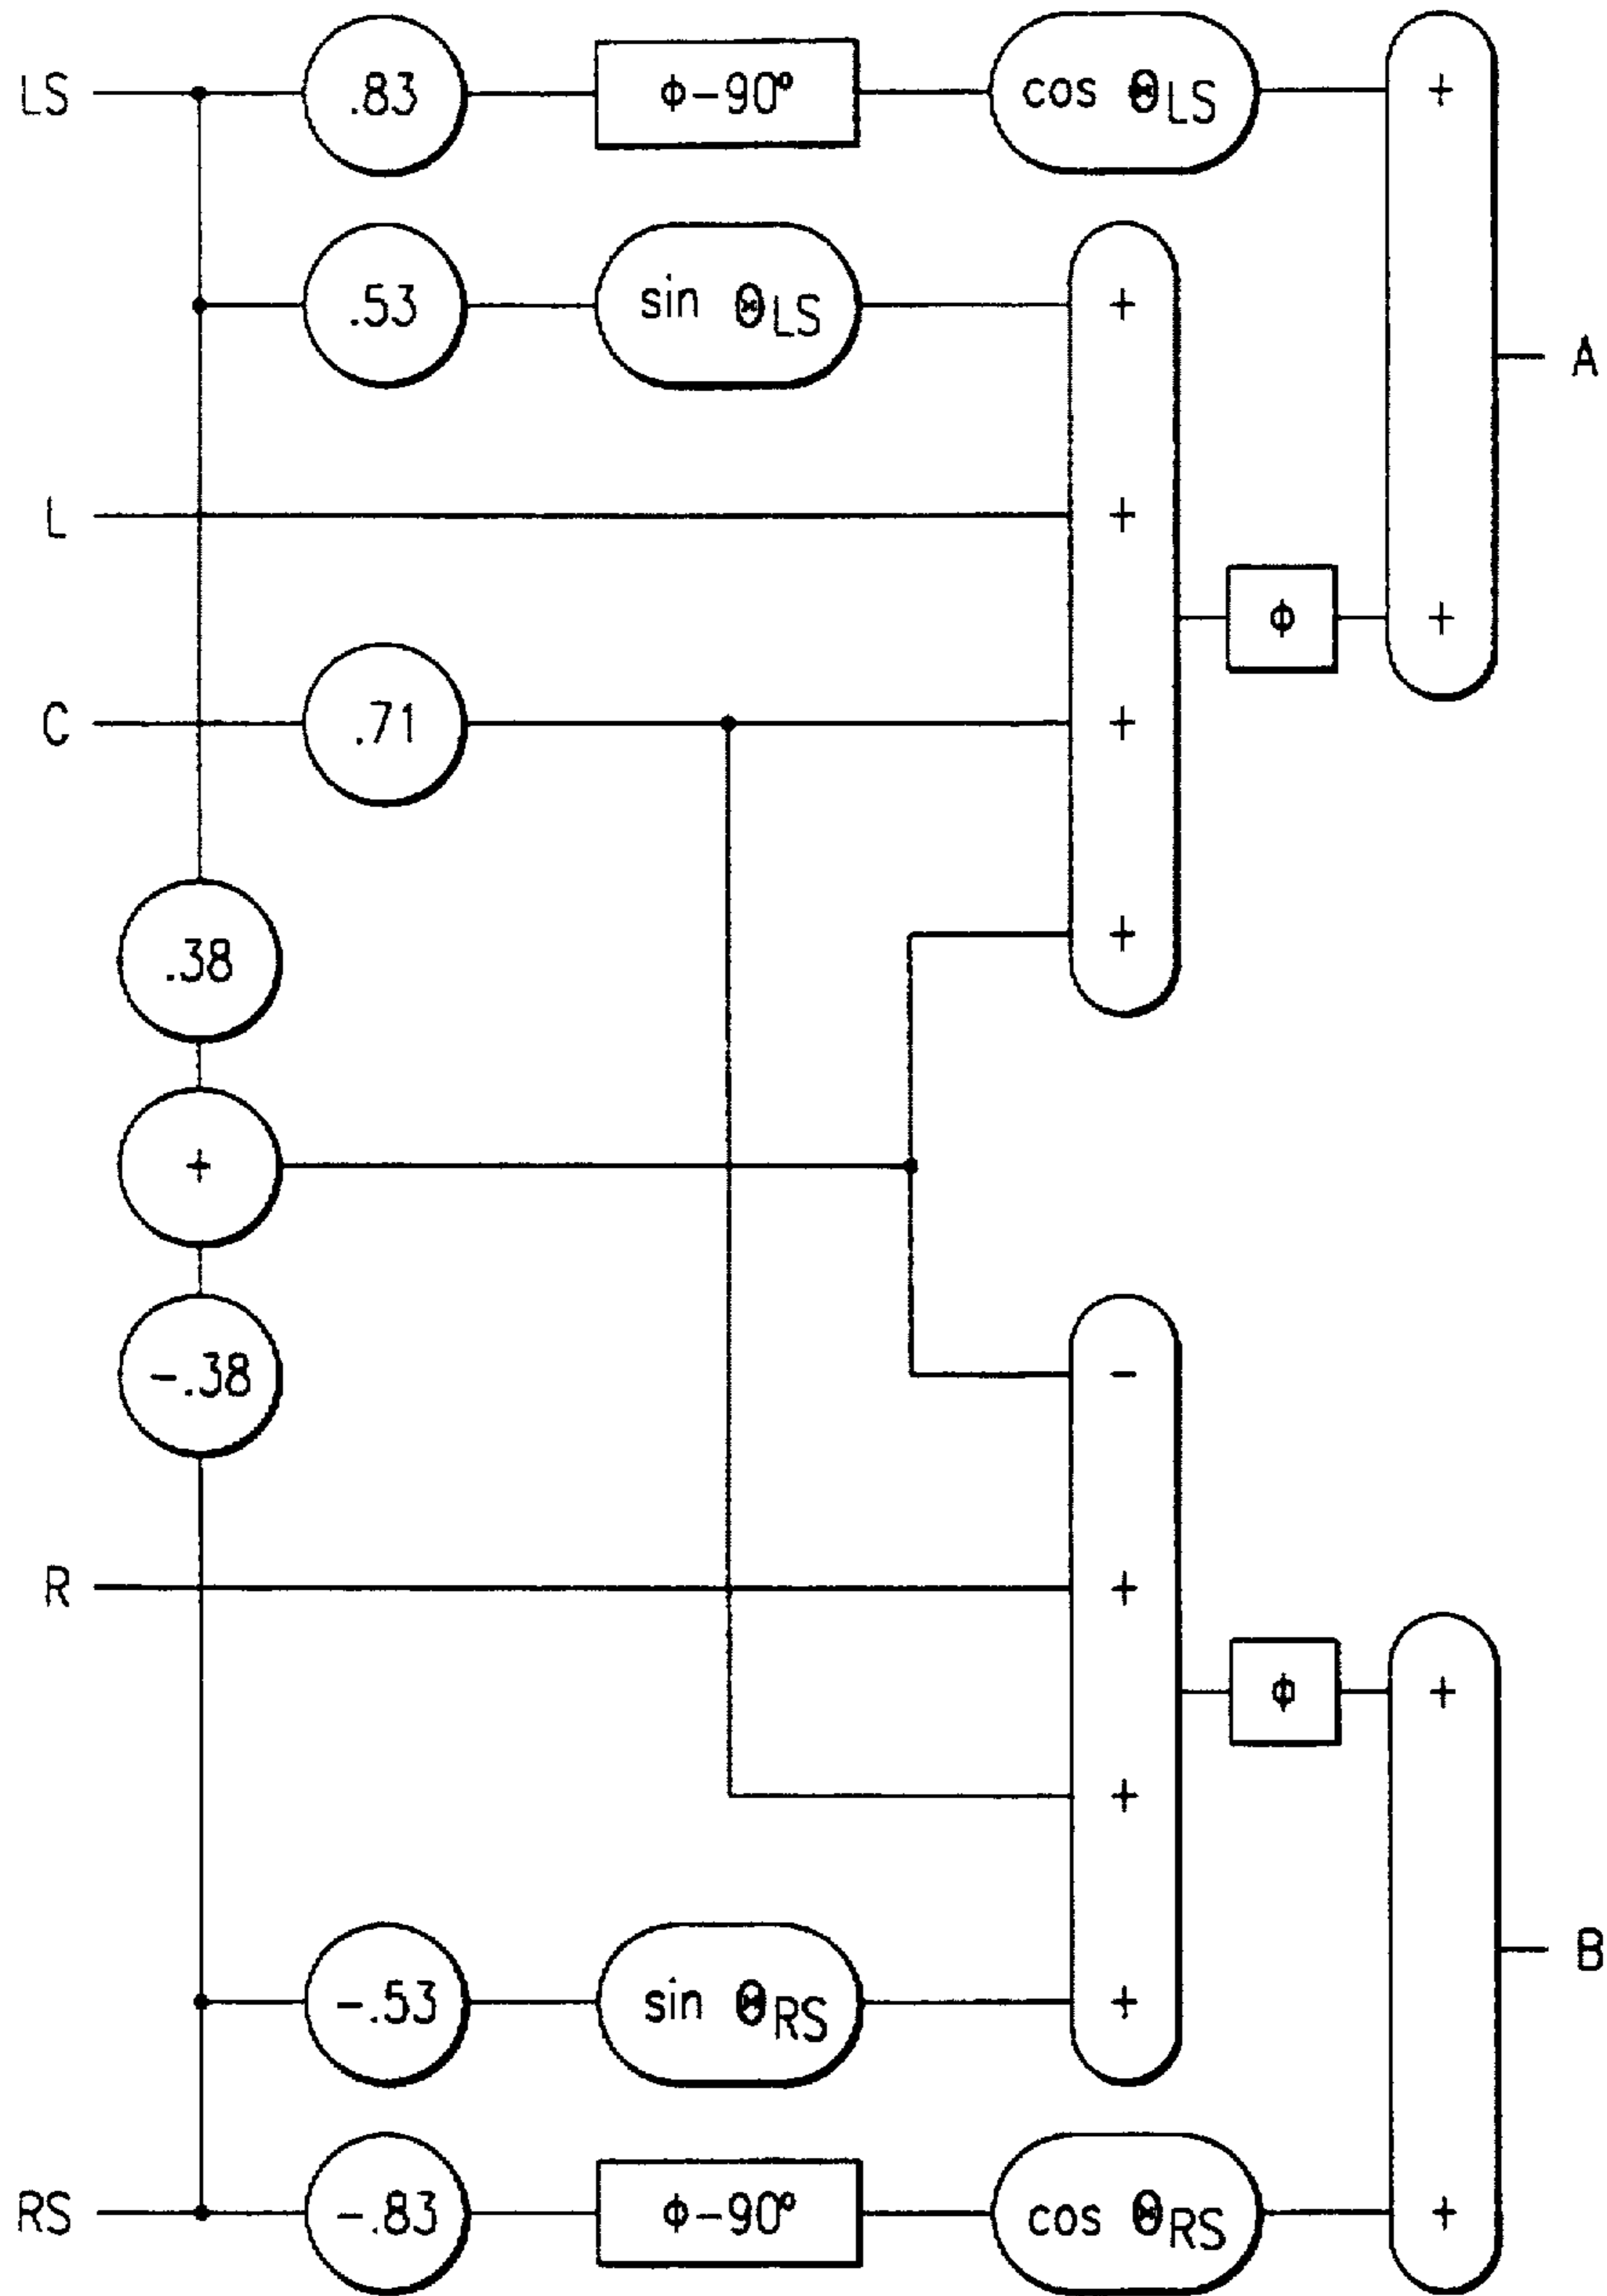 LS .83 ϕ-90° cos ΘLS +
.53 sin ΘLS +
A
L +
ϕ +
C .71 +
+
.38
+
-.38 -
R +
ϕ +
+
B
-.53 sin ΘRS +
RS -.83 ϕ-90° cos ΘRS +